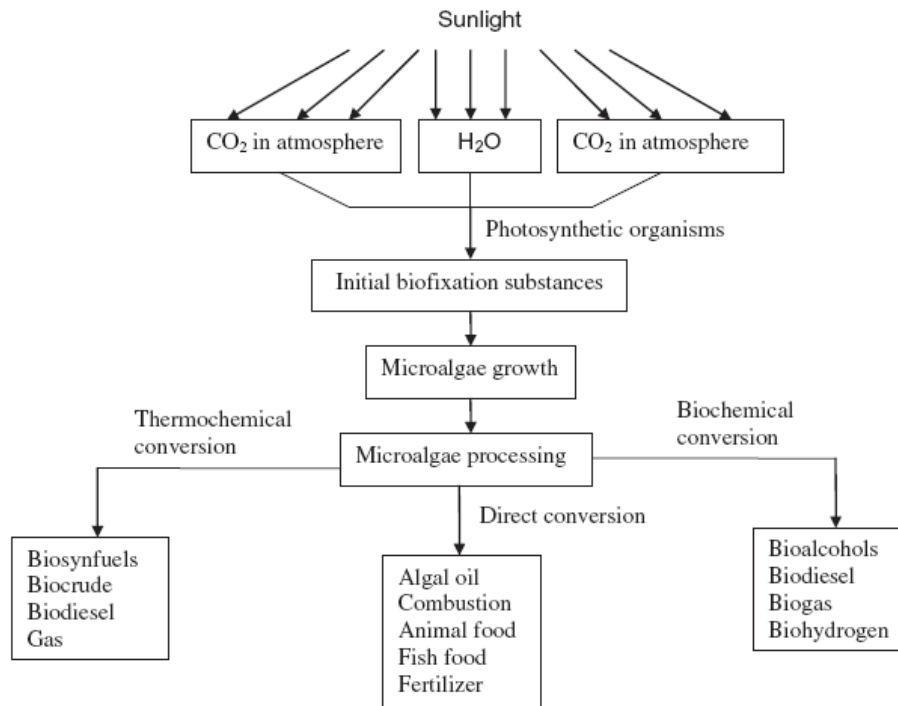 Sunlight
CO₂ in atmosphere
H₂O
CO₂ in atmosphere
Photosynthetic organisms
Initial biofixation substances
Microalgae growth
Thermochemical
conversion
Biochemical
conversion
Microalgae processing
Direct conversion
Biosynfuels
Biocrude
Biodiesel
Gas
Algal oil
Combustion
Animal food
Fish food
Fertilizer
Bioalcohols
Biodiesel
Biogas
Biohydrogen